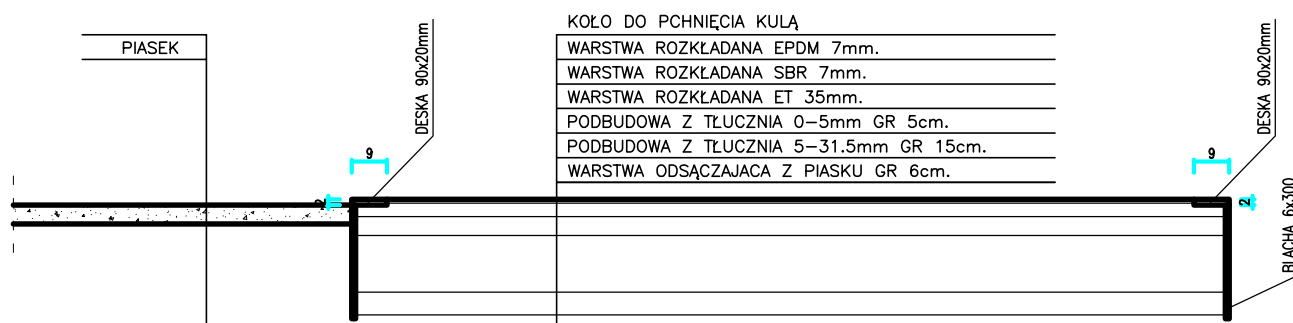 PIASEK
DESKA 90x20mm
KOŁO DO PCHNIĘCIA KULĄ
WARSTWA ROZKŁADANA EPDM 7mm.
WARSTWA ROZKŁADANA SBR 7mm.
WARSTWA ROZKŁADANA ET 35mm.
PODBUDOWA Z TŁUCZNIA 0-5mm GR 5cm.
PODBUDOWA Z TŁUCZNIA 5-31.5mm GR 15cm.
WARSTWA ODSĄCZAJACA Z PIASKU GR 6cm.
DESKA 90x20mm
9
9
2
2
BLACHA 6x300